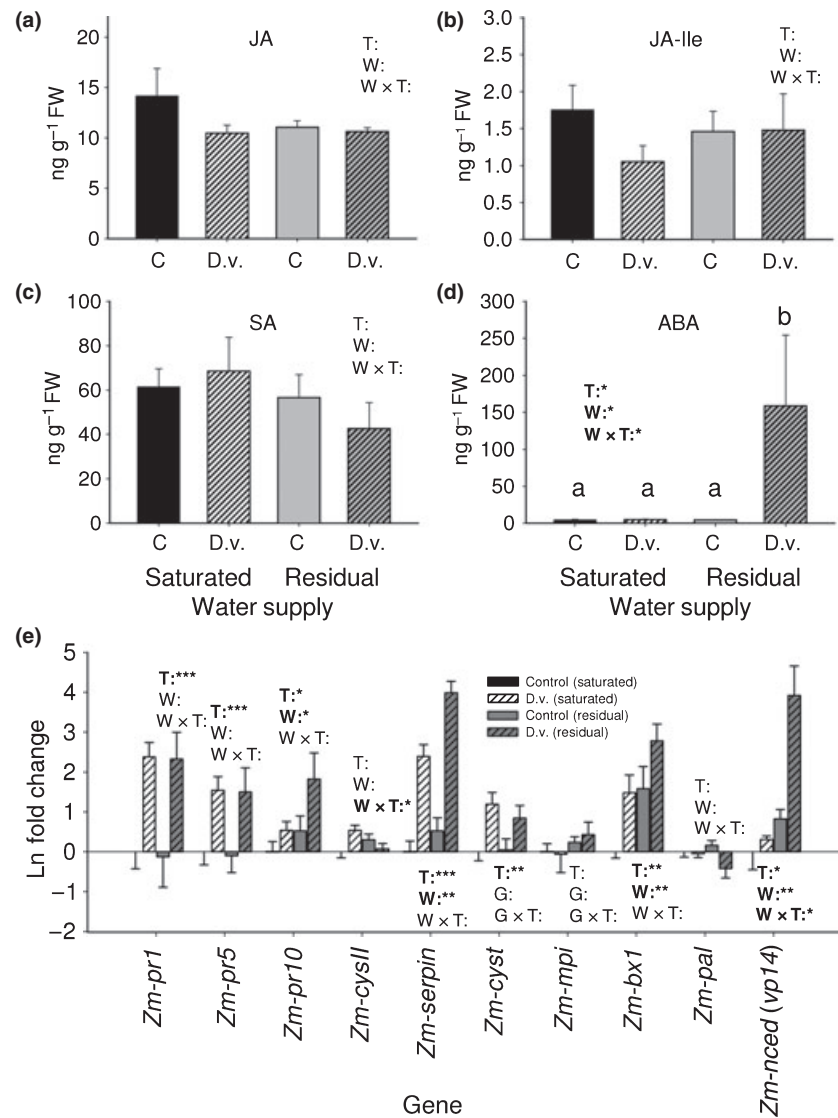 (a)
JA
T:
W:
W × T:
ng g⁻¹ FW
20
15
10
5
0
C D.v. C D.v.
(b)
JA-Ile
T:
W:
W × T:
ng g⁻¹ FW
3.0
2.5
2.0
1.5
1.0
0.5
0.0
C D.v. C D.v.
(c)
SA
T:
W:
W × T:
ng g⁻¹ FW
100
80
60
40
20
0
C D.v. C D.v.
Saturated Residual
Water supply
(d)
ABA
b
T:*
W:*
W × T:*
a a a
ng g⁻¹ FW
300
250
200
150
100
50
0
C D.v. C D.v.
Saturated Residual
Water supply
(e)
Ln fold change
5
4
3
2
1
0
−1
−2
Control (saturated)
D.v. (saturated)
Control (residual)
D.v. (residual)
T:***
W:
W × T:
T:***
W:
W × T:
T:*
W:*
W × T:
T:
W:
W × T:*
T:***
W:**
W × T:
T:**
G:
G × T:
T:
G:
G × T:
T:**
W:**
W × T:
T:
W:
W × T:
T:*
W:**
W × T:*
Zm-pr1
Zm-pr5
Zm-pr10
Zm-cysII
Zm-serpin
Zm-cyst
Zm-mpi
Zm-bx1
Zm-pal
Zm-nced (vp14)
Gene